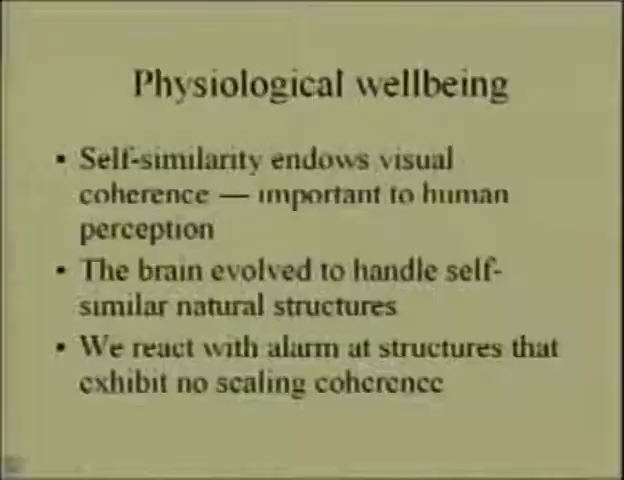 Physiological wellbeing
• Self-similarity endows visual
coherence — important to human
perception
• The brain evolved to handle self-
similar natural structures
• We react with alarm at structures that
exhibit no scaling coherence